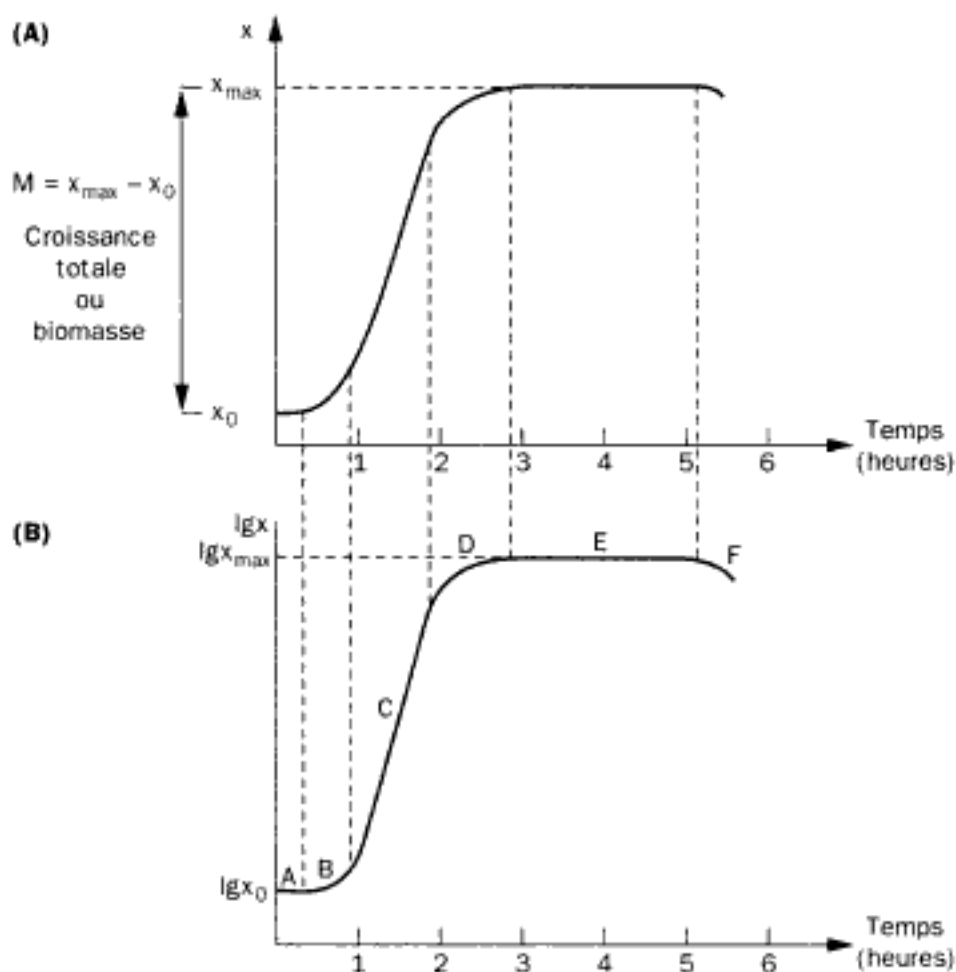 (A)
x
xmax
M = xmax – x0
Croissance
totale
ou
biomasse
x0
1 2 3 4 5 6
Temps
(heures)
(B)
lgx
lgxmax
D E F
C
A B
lgx0
1 2 3 4 5 6
Temps
(heures)